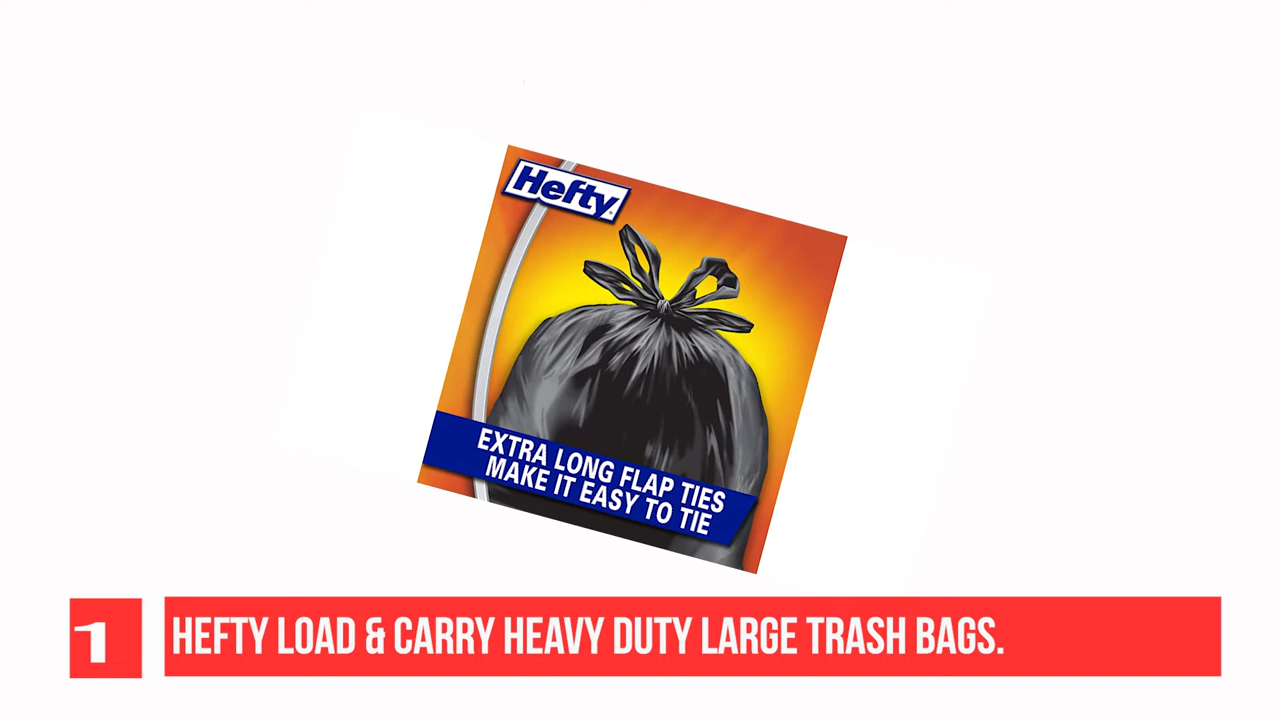 Hefty
EXTRA LONG FLAP TIES
MAKE IT EASY TO TIE
1
HEFTY LOAD & CARRY HEAVY DUTY LARGE TRASH BAGS.